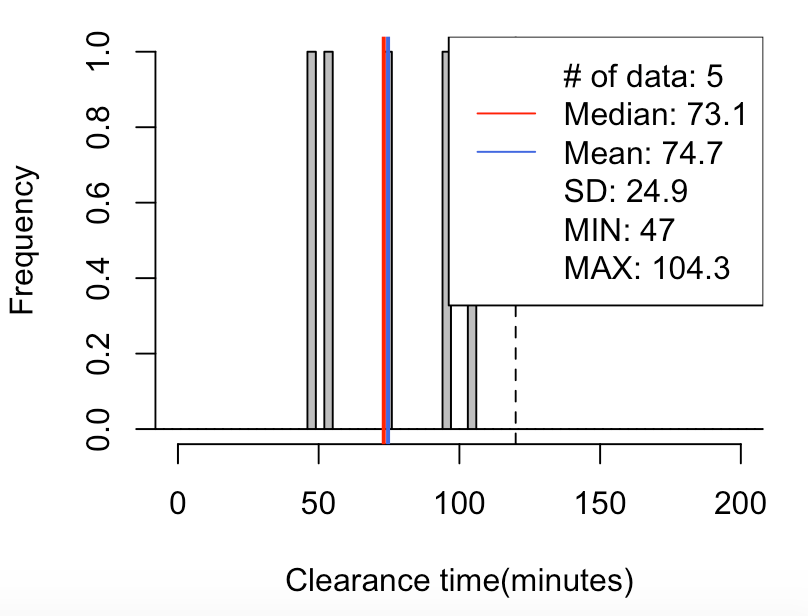 # of data: 5
Median: 73.1
Mean: 74.7
SD: 24.9
MIN: 47
MAX: 104.3
Frequency
1.0
0.8
0.6
0.4
0.2
0.0
0 50 100 150 200
Clearance time(minutes)